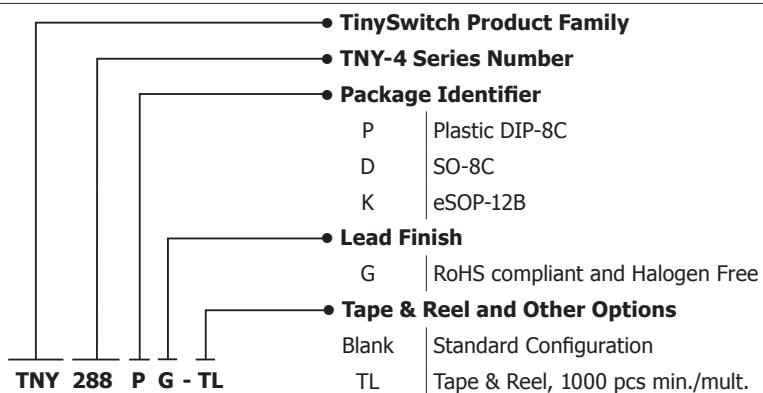 • TinySwitch Product Family
• TNY-4 Series Number
• Package Identifier
P Plastic DIP-8C
D SO-8C
K eSOP-12B
• Lead Finish
G RoHS compliant and Halogen Free
• Tape & Reel and Other Options
Blank Standard Configuration
TL Tape & Reel, 1000 pcs min./mult.
TNY 288 P G - TL